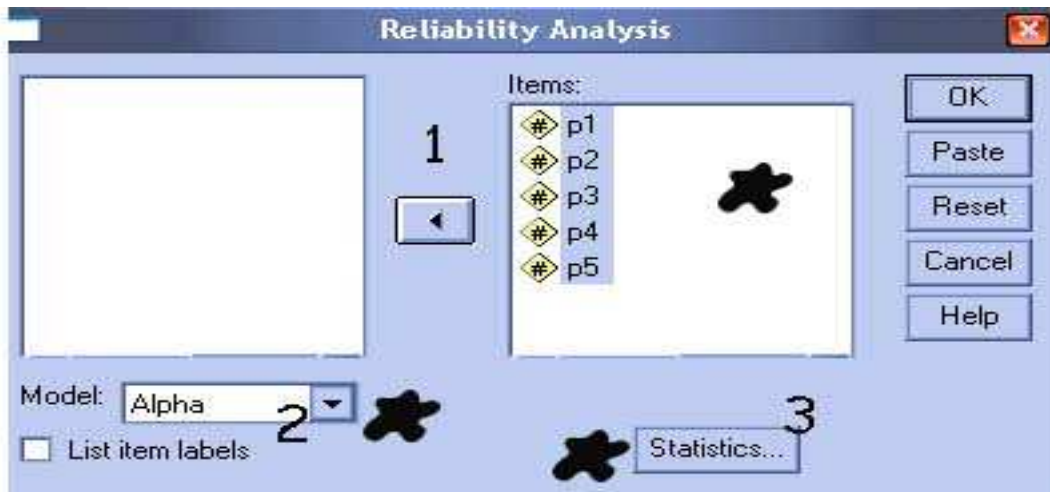 Reliability Analysis
Items:
1
p1
p2
p3
p4
p5
OK
Paste
Reset
Cancel
Help
Model:
Alpha
2
List item labels
3
Statistics...